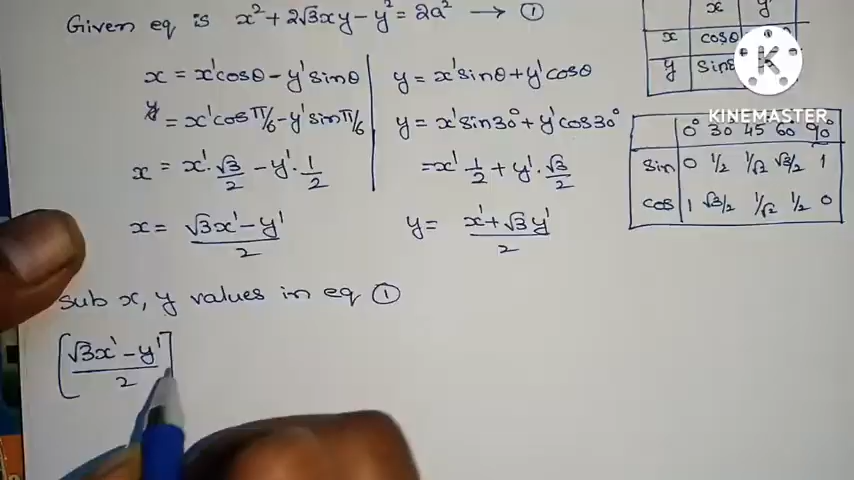 Given eq is x² + 2√3xy - y² = 2a² → ①
x = x'cosθ - y'sinθ
y = x'sinθ + y'cosθ
= x'cos π/6 - y'sin π/6
y = x'sin30° + y'cos30°
x = x'·√3/2 - y'·1/2
= x' 1/2 + y'·√3/2
x = √3x' - y' / 2
y = x' + √3y' / 2
sub x, y values in eq ①
[√3x' - y' / 2]
x' y'
x cosθ
y sinθ
KINEMASTER
0° 30° 45° 60° 90°
sin 0 1/2 1/√2 √3/2 1
cos 1 √3/2 1/√2 1/2 0